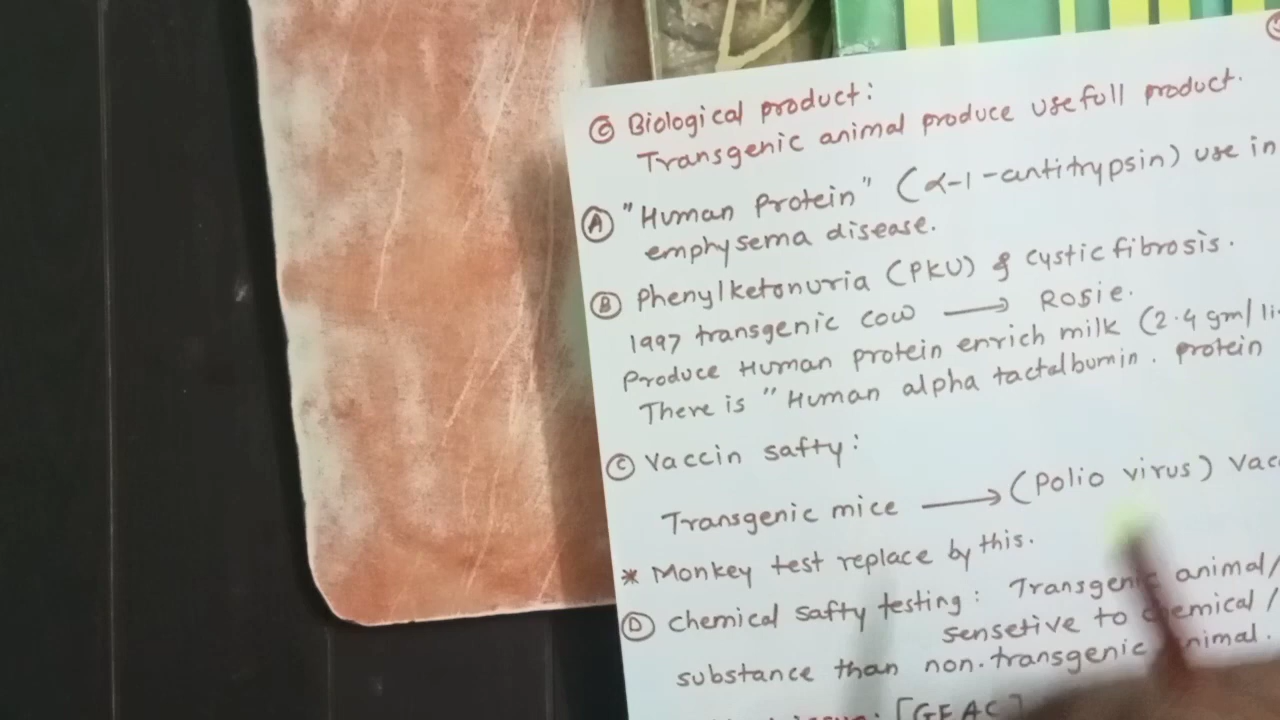 © Biological product:
Transgenic animal produce usefull product.
Ⓐ "Human Protein" (α-1-antitrypsin) use in
emphysema disease.
Ⓑ Phenylketonuria (PKU) & cystic fibrosis.
1997 transgenic cow → Rosie.
Produce Human protein enrich milk (2.4 gm/
There is "Human alpha tactalbumin. protein
Ⓒ Vaccin safty:
Transgenic mice → (Polio virus)
* Monkey test replace by this.
Ⓓ chemical safty testing: Transgenic animal/
sensetive to chemical /
substance than non.transgenic animal.
[GEAC]